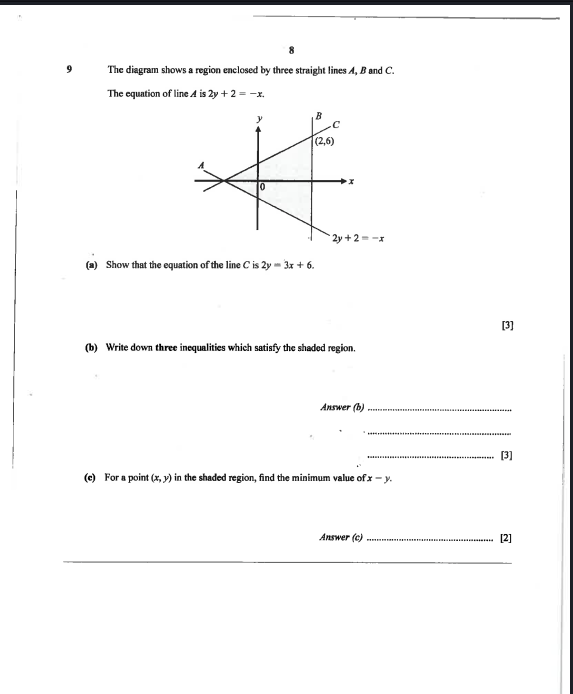 8
9 The diagram shows a region enclosed by three straight lines A, B and C.
The equation of line A is 2y + 2 = −x.
y
B
C
(2,6)
A
x
0
2y + 2 = −x
(a) Show that the equation of the line C is 2y = 3x + 6.
[3]
(b) Write down three inequalities which satisfy the shaded region.
Answer (b) ..................................................
..................................................
.................................................. [3]
(c) For a point (x, y) in the shaded region, find the minimum value of x − y.
Answer (c) .................................................. [2]